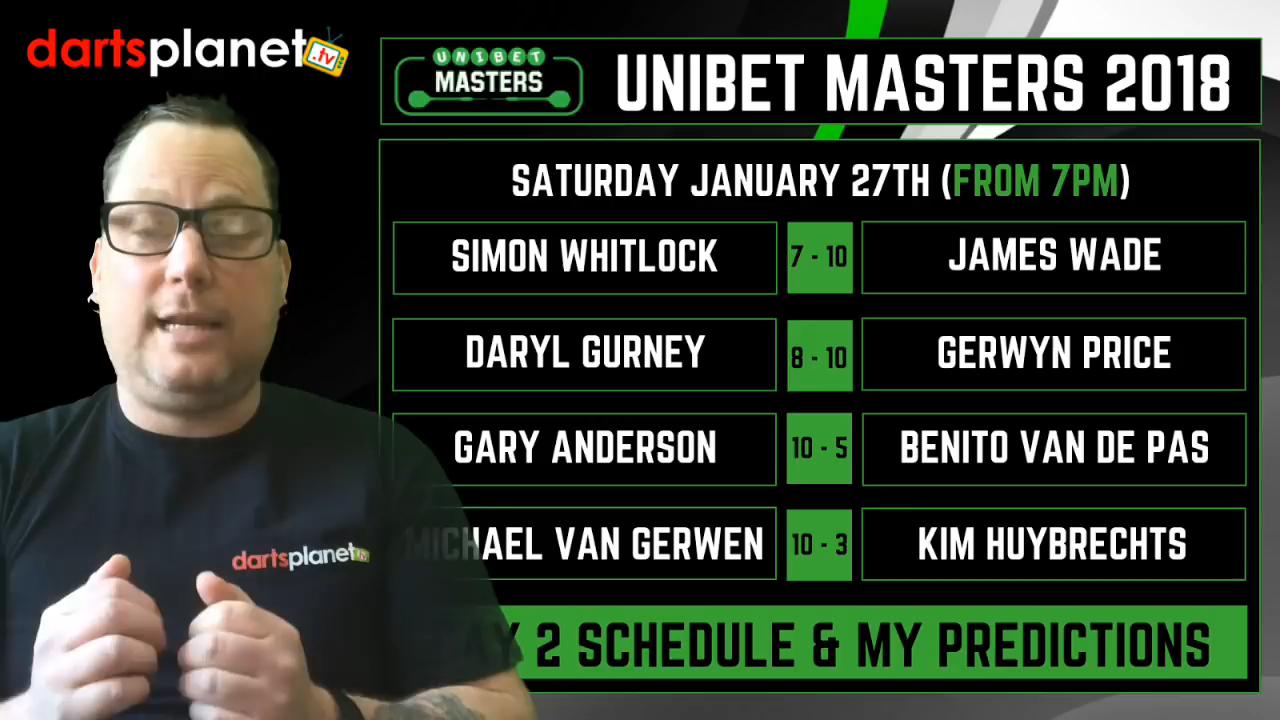 dartsplanet.tv
UNIBET
MASTERS
UNIBET MASTERS 2018
SATURDAY JANUARY 27TH (FROM 7PM)
SIMON WHITLOCK 7 - 10 JAMES WADE
DARYL GURNEY 8 - 10 GERWYN PRICE
GARY ANDERSON 10 - 5 BENITO VAN DE PAS
MICHAEL VAN GERWEN 10 - 3 KIM HUYBRECHTS
dartsplanet
2 SCHEDULE & MY PREDICTIONS